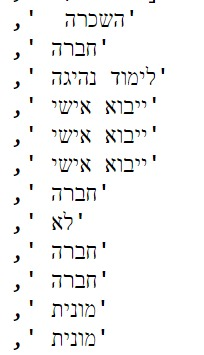 'השכרה ',
'חברה ',
'לימוד נהיגה ',
'ייבוא אישי ',
'ייבוא אישי ',
'ייבוא אישי ',
'חברה ',
'לא ',
'חברה ',
'חברה ',
'מונית ',
'מונית ',